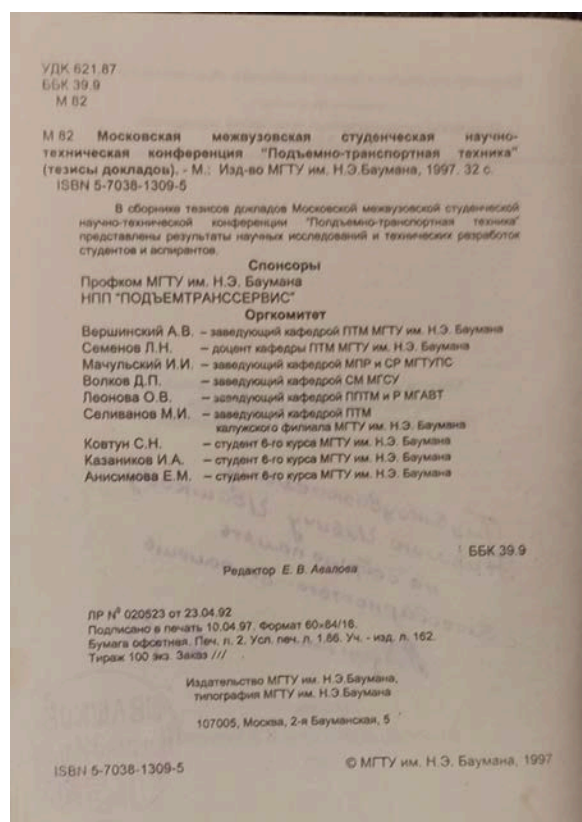 УДК 621.87
ББК 39.9
М 82
М 82 Московская межвузовская студенческая научно-
техническая конференция "Подъемно-транспортная техника"
(тезисы докладов). - М.: Изд-во МГТУ им. Н.Э.Баумана, 1997. 32 с.
ISBN 5-7038-1309-5
В сборнике тезисов докладов Московской межвузовской студенческой
научно-технической конференции "Подъемно-транспортная техника"
представлены результаты научных исследований и технических разработок
студентов и аспирантов.
Спонсоры
Профком МГТУ им. Н.Э. Баумана
НПП "ПОДЪЕМТРАНССЕРВИС"
Оргкомитет
Вершинский А.В. – заведующий кафедрой ПТМ МГТУ им. Н.Э. Баумана
Семенов Л.Н. – доцент кафедры ПТМ МГТУ им. Н.Э. Баумана
Мачульский И.И. – заведующий кафедрой МПР и СР МГТУПС
Волков Д.П. – заведующий кафедрой СМ МГСУ
Леонова О.В. – заведующий кафедрой ППТМ и Р МГАВТ
Селиванов М.И. – заведующий кафедрой ПТМ
калужского филиала МГТУ им. Н.Э. Баумана
Ковтун С.Н. – студент 6-го курса МГТУ им. Н.Э. Баумана
Казаников И.А. – студент 6-го курса МГТУ им. Н.Э. Баумана
Анисимова Е.М. – студент 6-го курса МГТУ им. Н.Э. Баумана
ББК 39.9
Редактор Е. В. Авалова
ЛР № 020523 от 23.04.92
Подписано в печать 10.04.97. Формат 60×84/16.
Бумага офсетная. Печ. л. 2. Усл. печ. л. 1,86. Уч. - изд. л. 162.
Тираж 100 экз. Заказ ///
Издательство МГТУ им. Н.Э.Баумана,
типография МГТУ им. Н.Э.Баумана
107005, Москва, 2-я Бауманская, 5
ISBN 5-7038-1309-5
© МГТУ им. Н.Э. Баумана, 1997